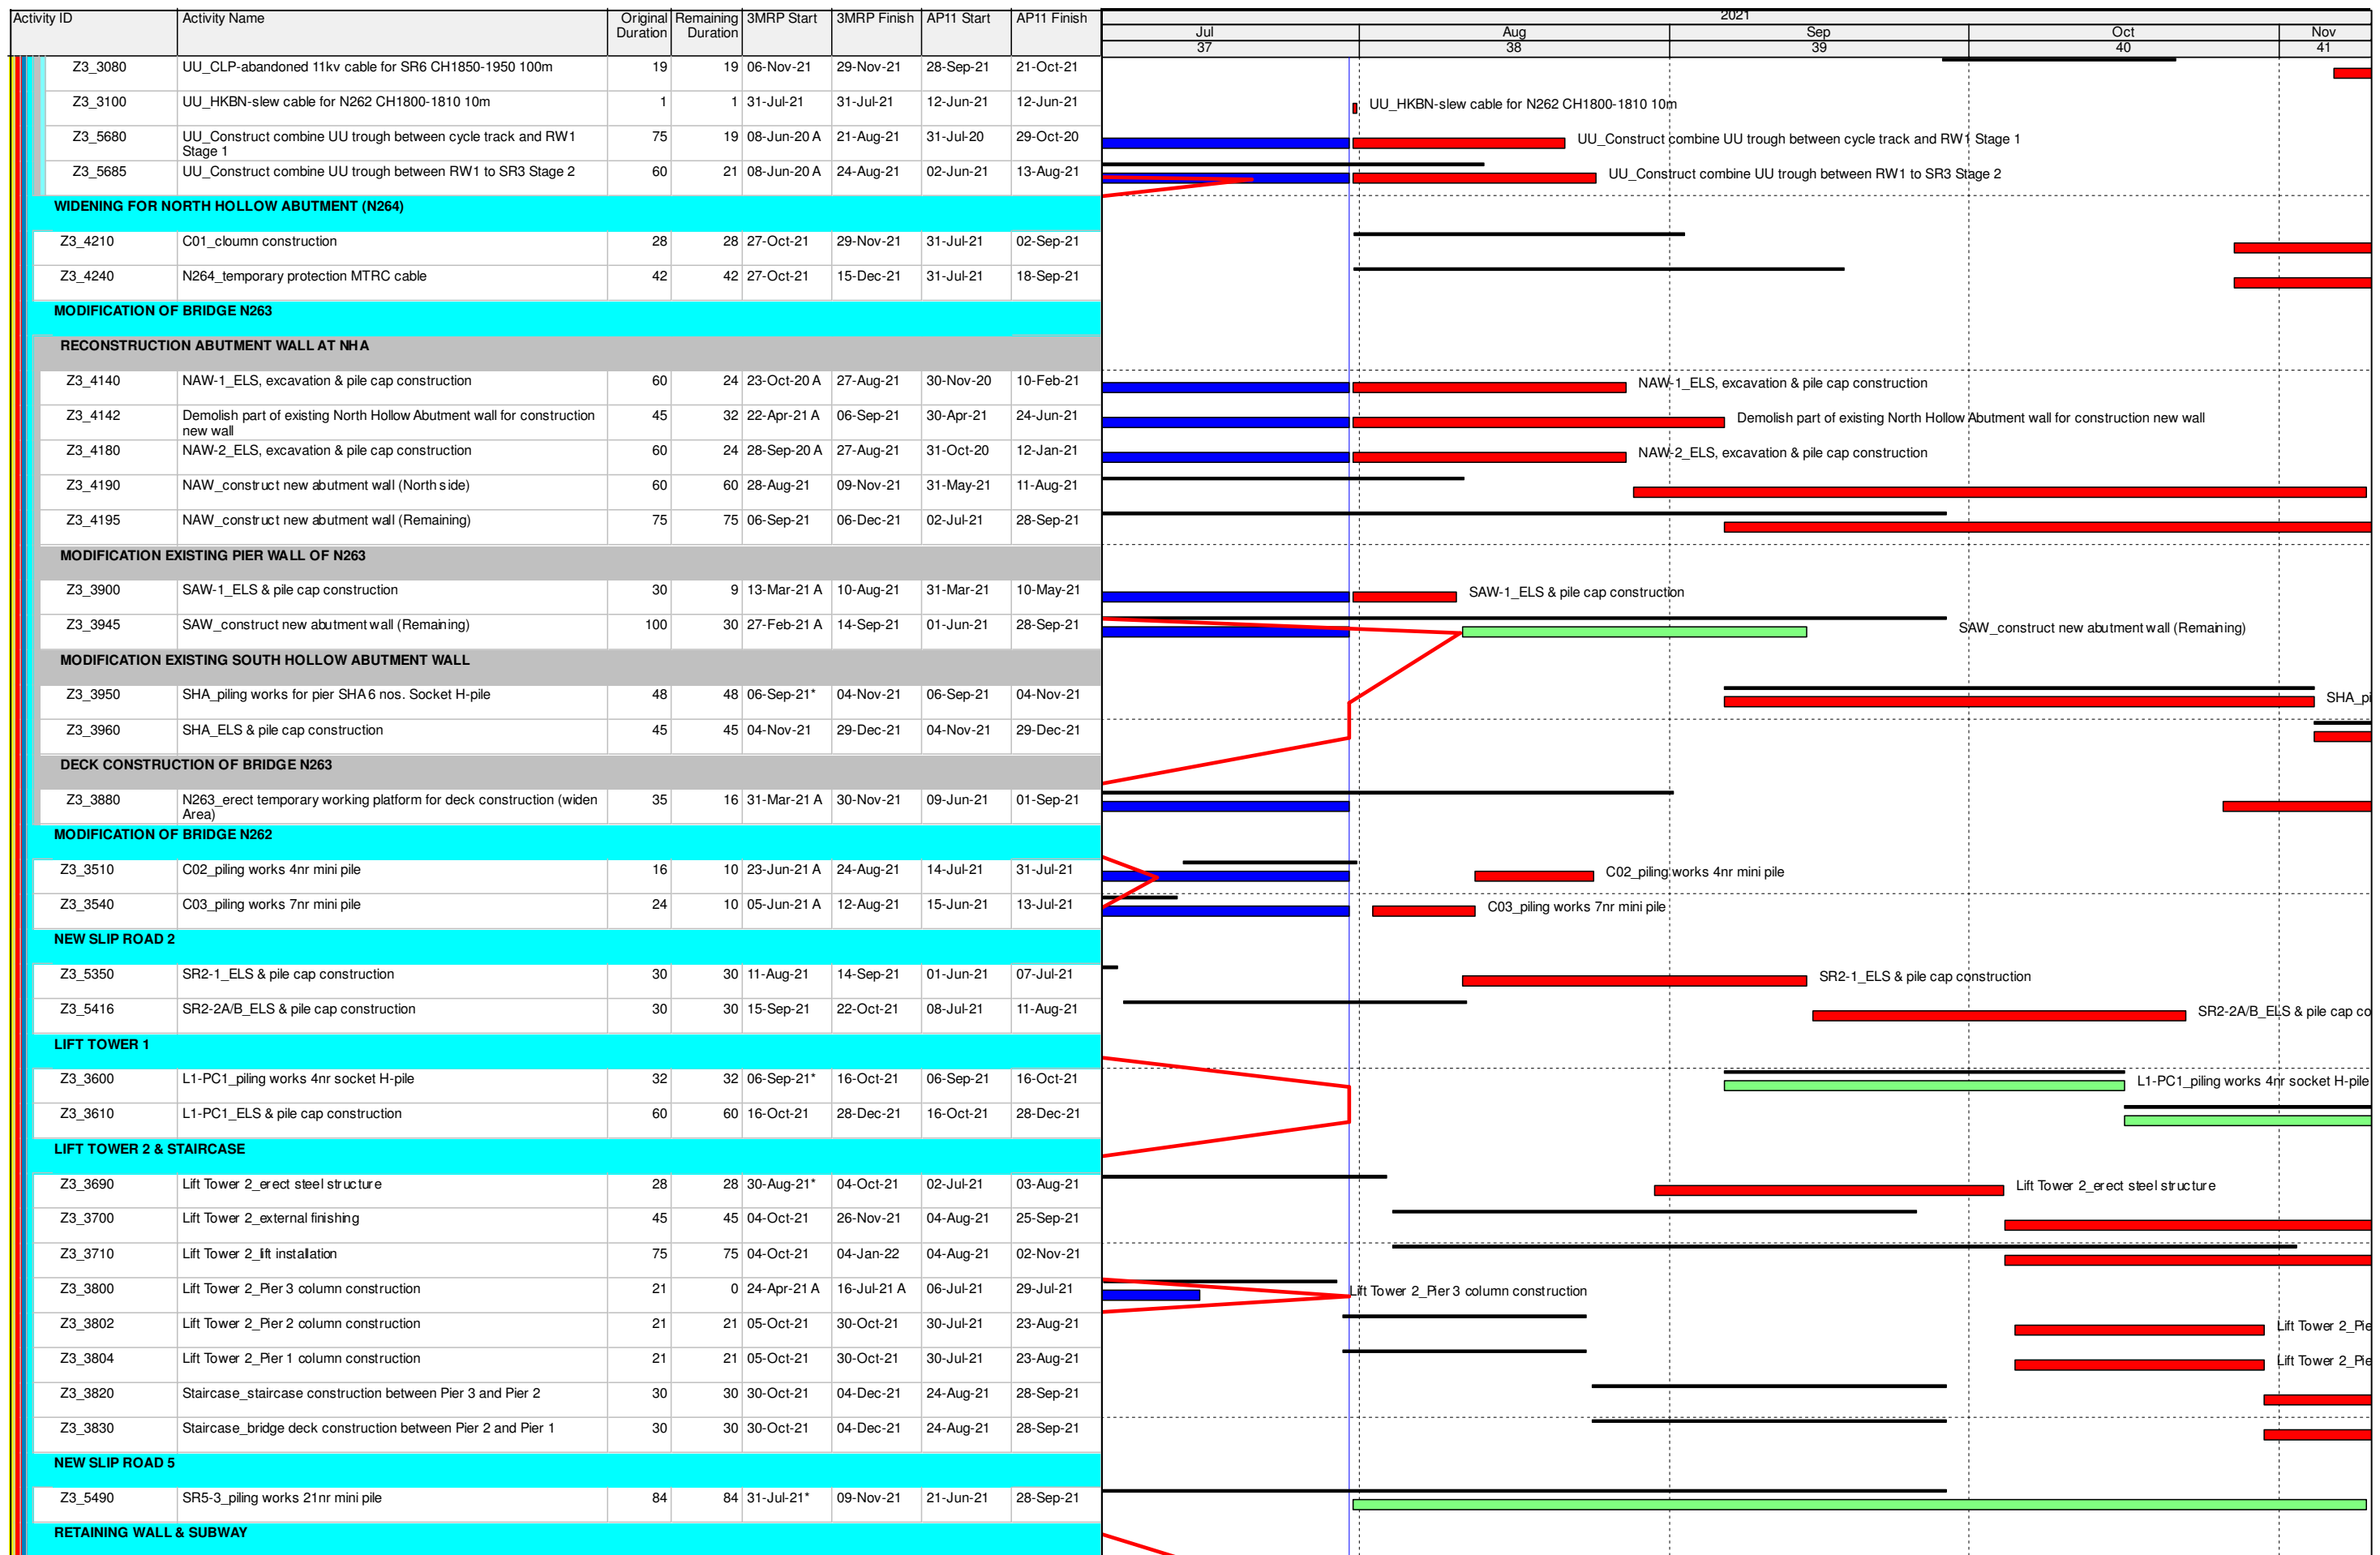 Activity ID Activity Name Original Duration Remaining Duration 3MRP Start 3MRP Finish AP11 Start AP11 Finish 2021
Jul Aug Sep Oct Nov
37 38 39 40 41
Z3_3080 UU_CLP-abandoned 11kv cable for SR6 CH1850-1950 100m 19 19 06-Nov-21 29-Nov-21 28-Sep-21 21-Oct-21
Z3_3100 UU_HKBN-slew cable for N262 CH1800-1810 10m 1 1 31-Jul-21 31-Jul-21 12-Jun-21 12-Jun-21 UU_HKBN-slew cable for N262 CH1800-1810 10m
Z3_5680 UU_Construct combine UU trough between cycle track and RW1 Stage 1 75 19 08-Jun-20 A 21-Aug-21 31-Jul-20 29-Oct-20 UU_Construct combine UU trough between cycle track and RW1 Stage 1
Z3_5685 UU_Construct combine UU trough between RW1 to SR3 Stage 2 60 21 08-Jun-20 A 24-Aug-21 02-Jun-21 13-Aug-21 UU_Construct combine UU trough between RW1 to SR3 Stage 2
WIDENING FOR NORTH HOLLOW ABUTMENT (N264)
Z3_4210 C01_cloumn construction 28 28 27-Oct-21 29-Nov-21 31-Jul-21 02-Sep-21
Z3_4240 N264_temporary protection MTRC cable 42 42 27-Oct-21 15-Dec-21 31-Jul-21 18-Sep-21
MODIFICATION OF BRIDGE N263
RECONSTRUCTION ABUTMENT WALL AT NHA
Z3_4140 NAW-1_ELS, excavation & pile cap construction 60 24 23-Oct-20 A 27-Aug-21 30-Nov-20 10-Feb-21 NAW-1_ELS, excavation & pile cap construction
Z3_4142 Demolish part of existing North Hollow Abutment wall for construction new wall 45 32 22-Apr-21 A 06-Sep-21 30-Apr-21 24-Jun-21 Demolish part of existing North Hollow Abutment wall for construction new wall
Z3_4180 NAW-2_ELS, excavation & pile cap construction 60 24 28-Sep-20 A 27-Aug-21 31-Oct-20 12-Jan-21 NAW-2_ELS, excavation & pile cap construction
Z3_4190 NAW_construct new abutment wall (North side) 60 60 28-Aug-21 09-Nov-21 31-May-21 11-Aug-21
Z3_4195 NAW_construct new abutment wall (Remaining) 75 75 06-Sep-21 06-Dec-21 02-Jul-21 28-Sep-21
MODIFICATION EXISTING PIER WALL OF N263
Z3_3900 SAW-1_ELS & pile cap construction 30 9 13-Mar-21 A 10-Aug-21 31-Mar-21 10-May-21 SAW-1_ELS & pile cap construction
Z3_3945 SAW_construct new abutment wall (Remaining) 100 30 27-Feb-21 A 14-Sep-21 01-Jun-21 28-Sep-21 SAW_construct new abutment wall (Remaining)
MODIFICATION EXISTING SOUTH HOLLOW ABUTMENT WALL
Z3_3950 SHA_piling works for pier SHA 6 nos. Socket H-pile 48 48 06-Sep-21* 04-Nov-21 06-Sep-21 04-Nov-21 SHA_pi
Z3_3960 SHA_ELS & pile cap construction 45 45 04-Nov-21 29-Dec-21 04-Nov-21 29-Dec-21
DECK CONSTRUCTION OF BRIDGE N263
Z3_3880 N263_erect temporary working platform for deck construction (widen Area) 35 16 31-Mar-21 A 30-Nov-21 09-Jun-21 01-Sep-21
MODIFICATION OF BRIDGE N262
Z3_3510 C02_piling works 4nr mini pile 16 10 23-Jun-21 A 24-Aug-21 14-Jul-21 31-Jul-21 C02_piling works 4nr mini pile
Z3_3540 C03_piling works 7nr mini pile 24 10 05-Jun-21 A 12-Aug-21 15-Jun-21 13-Jul-21 C03_piling works 7nr mini pile
NEW SLIP ROAD 2
Z3_5350 SR2-1_ELS & pile cap construction 30 30 11-Aug-21 14-Sep-21 01-Jun-21 07-Jul-21 SR2-1_ELS & pile cap construction
Z3_5416 SR2-2A/B_ELS & pile cap construction 30 30 15-Sep-21 22-Oct-21 08-Jul-21 11-Aug-21 SR2-2A/B_ELS & pile cap co
LIFT TOWER 1
Z3_3600 L1-PC1_piling works 4nr socket H-pile 32 32 06-Sep-21* 16-Oct-21 06-Sep-21 16-Oct-21 L1-PC1_piling works 4nr socket H-pile
Z3_3610 L1-PC1_ELS & pile cap construction 60 60 16-Oct-21 28-Dec-21 16-Oct-21 28-Dec-21
LIFT TOWER 2 & STAIRCASE
Z3_3690 Lift Tower 2_erect steel structure 28 28 30-Aug-21* 04-Oct-21 02-Jul-21 03-Aug-21 Lift Tower 2_erect steel structure
Z3_3700 Lift Tower 2_external finishing 45 45 04-Oct-21 26-Nov-21 04-Aug-21 25-Sep-21
Z3_3710 Lift Tower 2_lift installation 75 75 04-Oct-21 04-Jan-22 04-Aug-21 02-Nov-21
Z3_3800 Lift Tower 2_Pier 3 column construction 21 0 24-Apr-21 A 16-Jul-21 A 06-Jul-21 29-Jul-21 Lift Tower 2_Pier 3 column construction
Z3_3802 Lift Tower 2_Pier 2 column construction 21 21 05-Oct-21 30-Oct-21 30-Jul-21 23-Aug-21 Lift Tower 2_Pie
Z3_3804 Lift Tower 2_Pier 1 column construction 21 21 05-Oct-21 30-Oct-21 30-Jul-21 23-Aug-21 Lift Tower 2_Pie
Z3_3820 Staircase_staircase construction between Pier 3 and Pier 2 30 30 30-Oct-21 04-Dec-21 24-Aug-21 28-Sep-21
Z3_3830 Staircase_bridge deck construction between Pier 2 and Pier 1 30 30 30-Oct-21 04-Dec-21 24-Aug-21 28-Sep-21
NEW SLIP ROAD 5
Z3_5490 SR5-3_piling works 21nr mini pile 84 84 31-Jul-21* 09-Nov-21 21-Jun-21 28-Sep-21
RETAINING WALL & SUBWAY